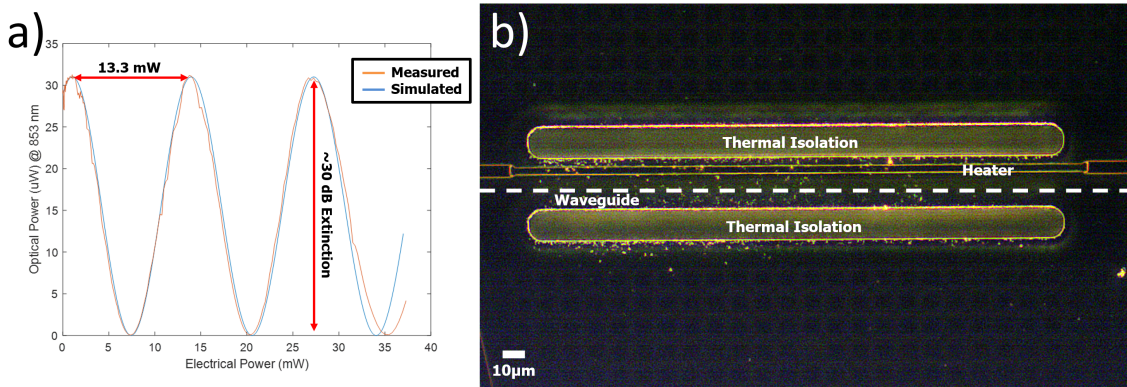 a)
35
30
25
20
15
10
5
0
Optical Power (uW) @ 853 nm
0 5 10 15 20 25 30 35 40
Electrical Power (mW)
13.3 mW
~30 dB Extinction
Measured
Simulated
b)
Thermal Isolation
Heater
Waveguide
Thermal Isolation
10μm